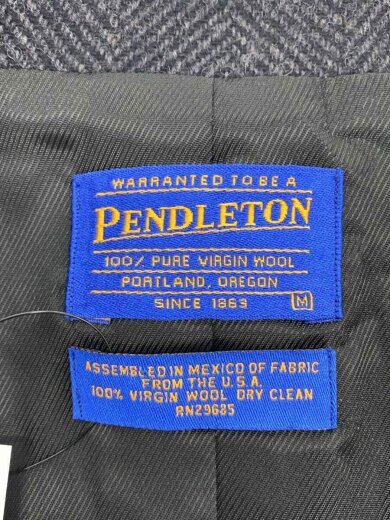 WARRANTED TO BE A
PENDLETON
100% PURE VIRGIN WOOL
PORTLAND, OREGON
SINCE 1863 M
ASSEMBLED IN MEXICO OF FABRIC
FROM THE U.S.A.
100% VIRGIN WOOL DRY CLEAN
RN29685